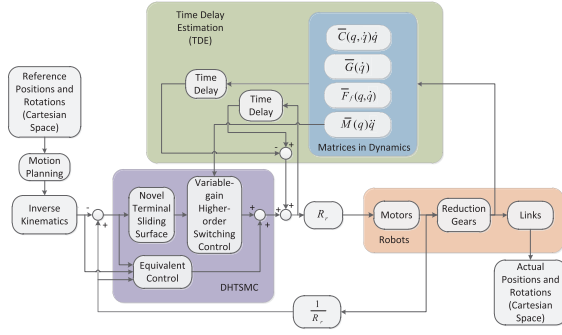 Time Delay
Estimation
(TDE)
C̅(q, q̇)q̇
G̅(q̇)
F̅f(q, q̇)
M̅(q)q̈
Matrices in Dynamics
Time
Delay
Time
Delay
Reference
Positions and
Rotations
(Cartesian
Space)
Motion
Planning
Inverse
Kinematics
-
+
Novel
Terminal
Sliding
Surface
Variable-
gain
Higher-
order
Switching
Control
Equivalent
Control
DHTSMC
+
+
-
+
+
+
Rr
Motors
Reduction
Gears
Links
Robots
Actual
Positions and
Rotations
(Cartesian
Space)
1
Rr